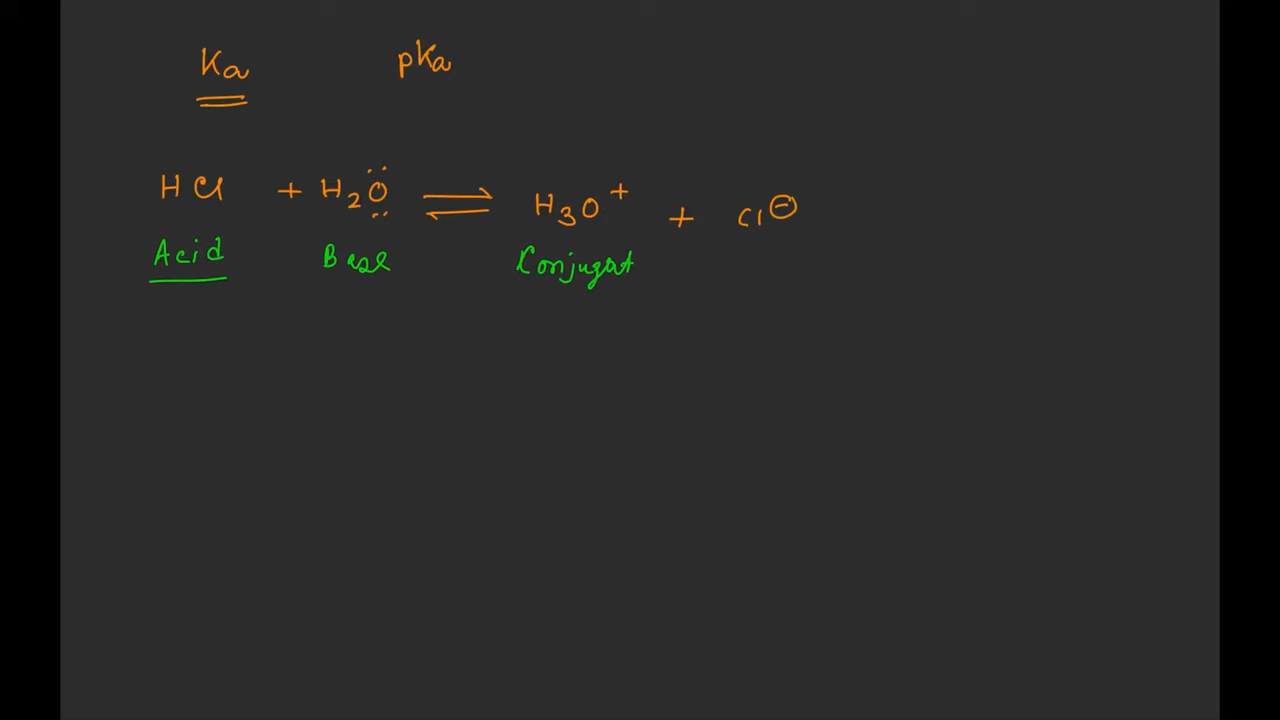 Ka pKa
HCl + H₂O ⇌ H₃O⁺ + Cl⊖
Acid Base Conjugat